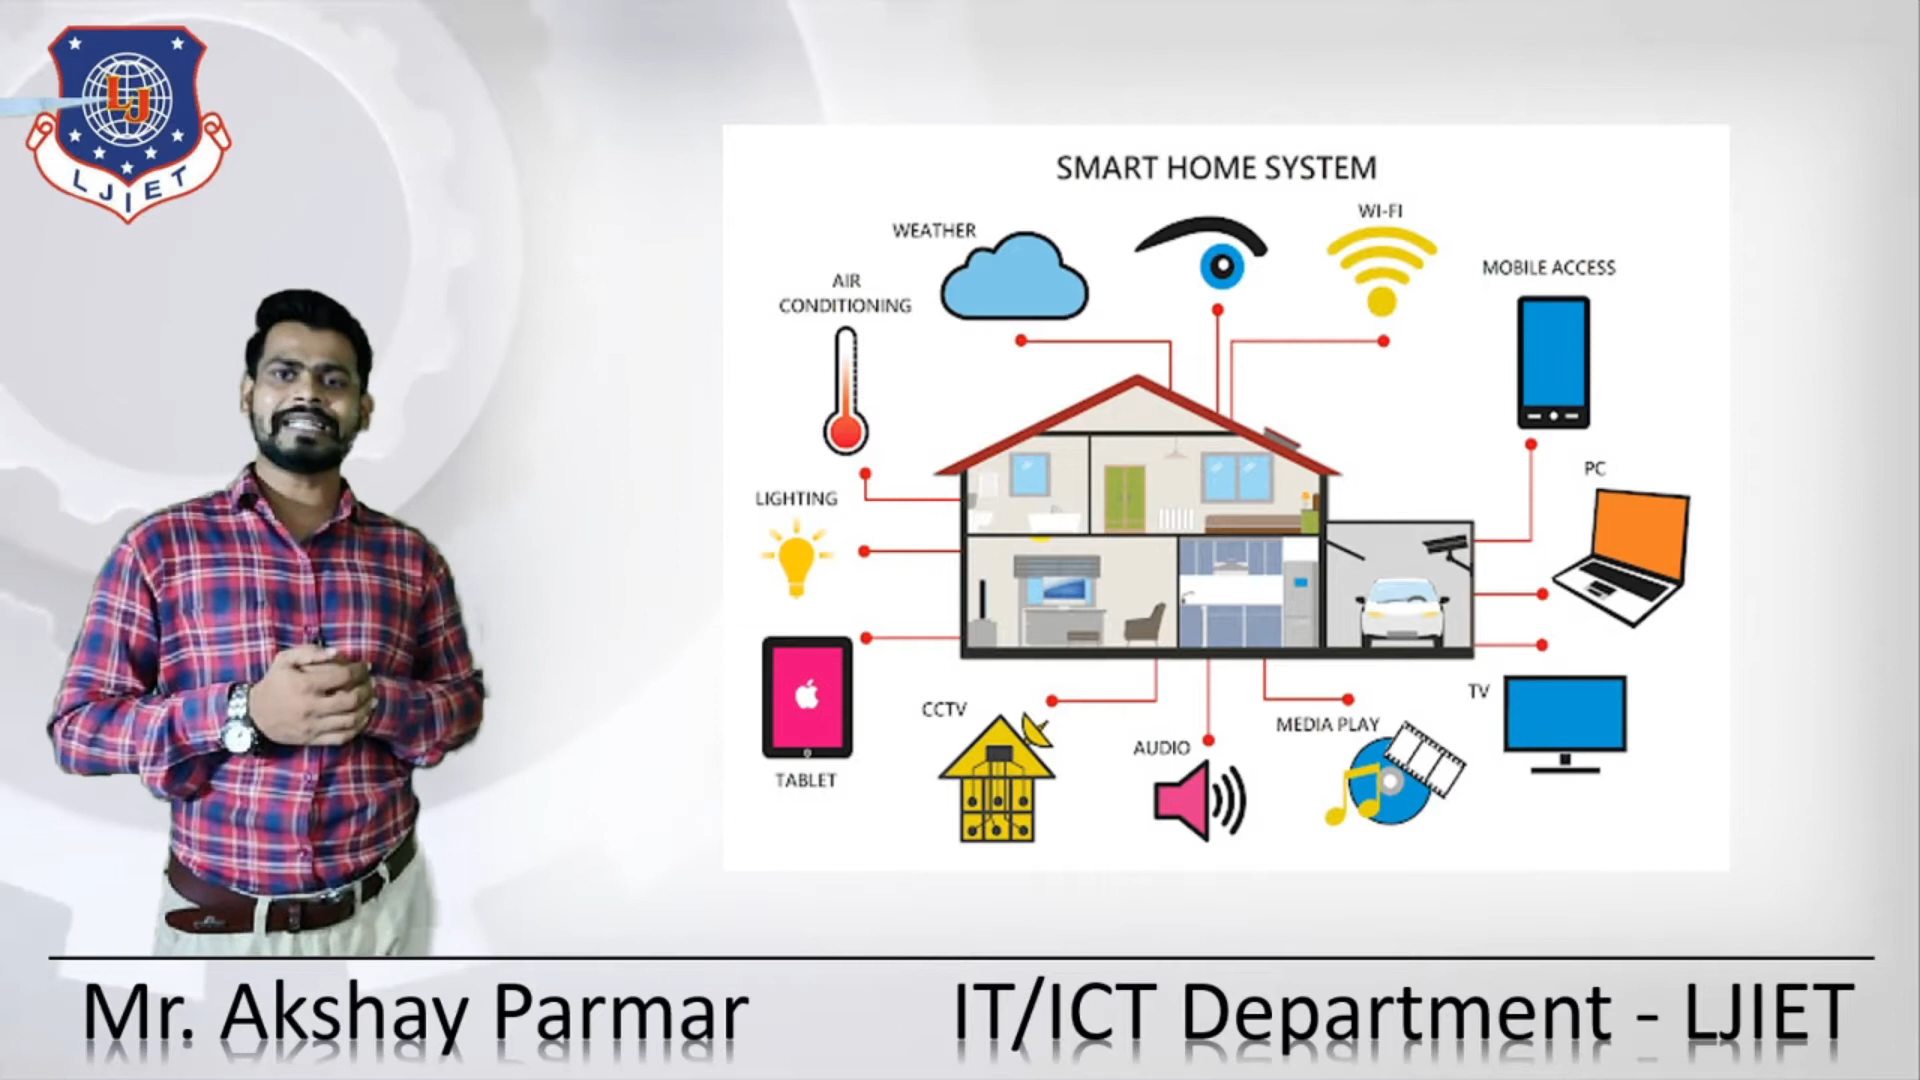 LJ
LJIET
SMART HOME SYSTEM
WEATHER
WI-FI
MOBILE ACCESS
AIR
CONDITIONING
PC
LIGHTING
TABLET
CCTV
AUDIO
MEDIA PLAY
TV
Mr. Akshay Parmar
IT/ICT Department - LJIET